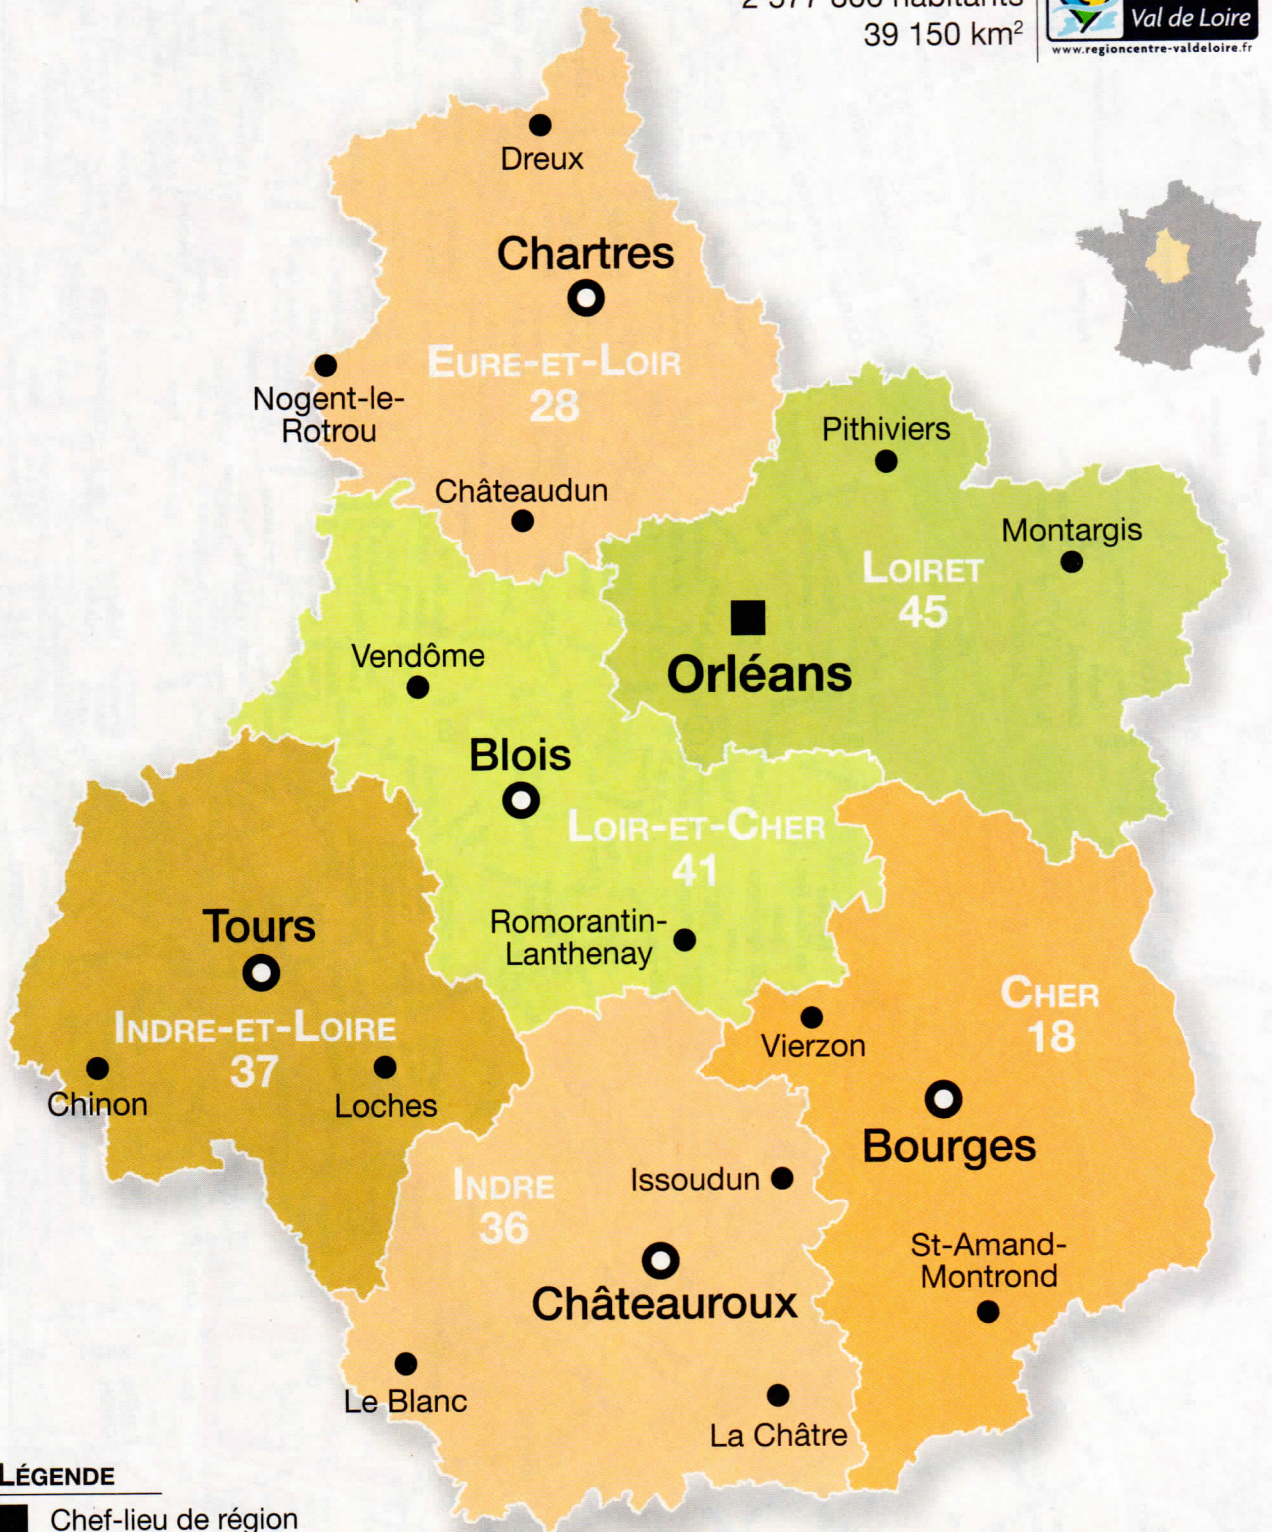 39 150 km²
Val de Loire
www.regioncentre-valdeloire.fr
Dreux
Chartres
EURE-ET-LOIR
28
Nogent-le-
Rotrou
Châteaudun
Pithiviers
Montargis
LOIRET
45
Orléans
Vendôme
Blois
LOIR-ET-CHER
41
Romorantin-
Lanthenay
Tours
INDRE-ET-LOIRE
37
Chinon
Loches
CHER
18
Vierzon
Bourges
INDRE
36
Issoudun
Châteauroux
St-Amand-
Montrond
Le Blanc
La Châtre
LÉGENDE
Chef-lieu de région